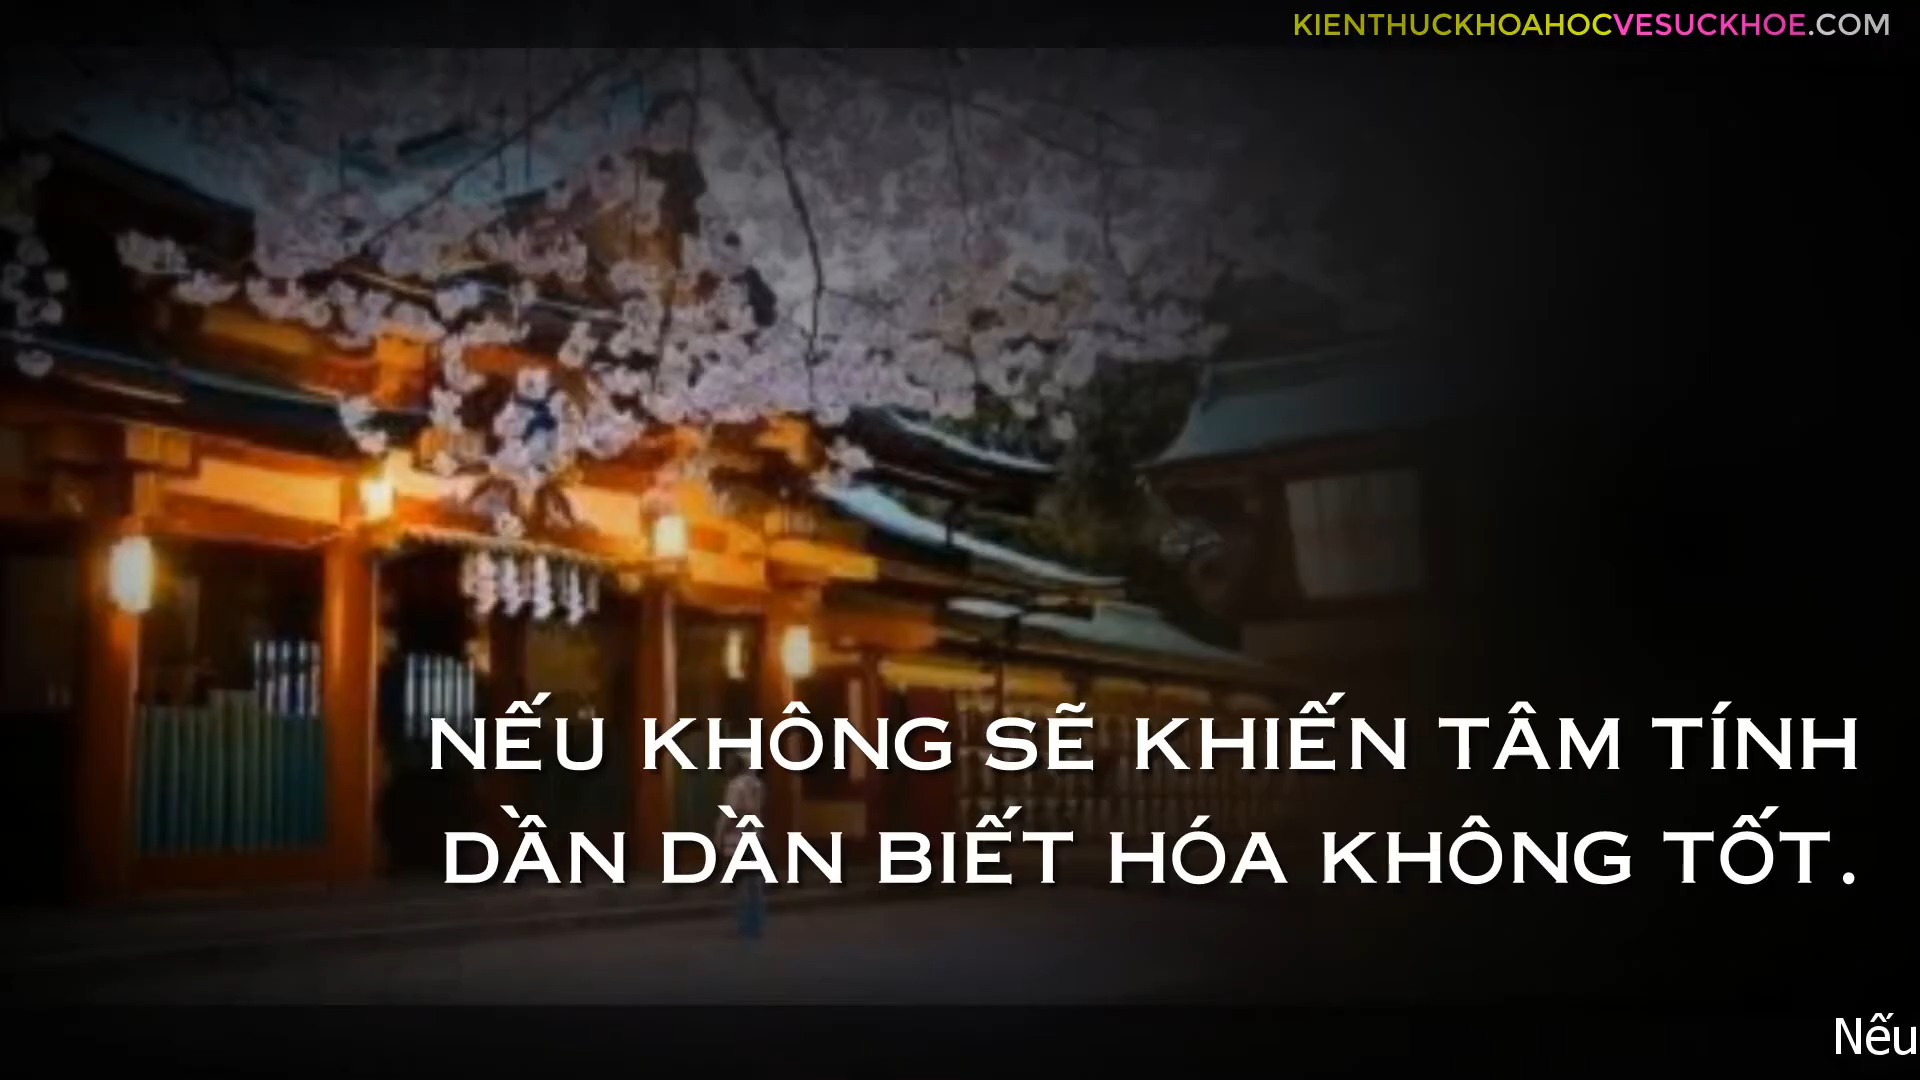 KIENTHUCKHOAHOCVESUCKHOE.COM
NẾU KHÔNG SẼ KHIẾN TÂM TÍNH
DẦN DẦN BIẾT HÓA KHÔNG TỐT.
Nếu